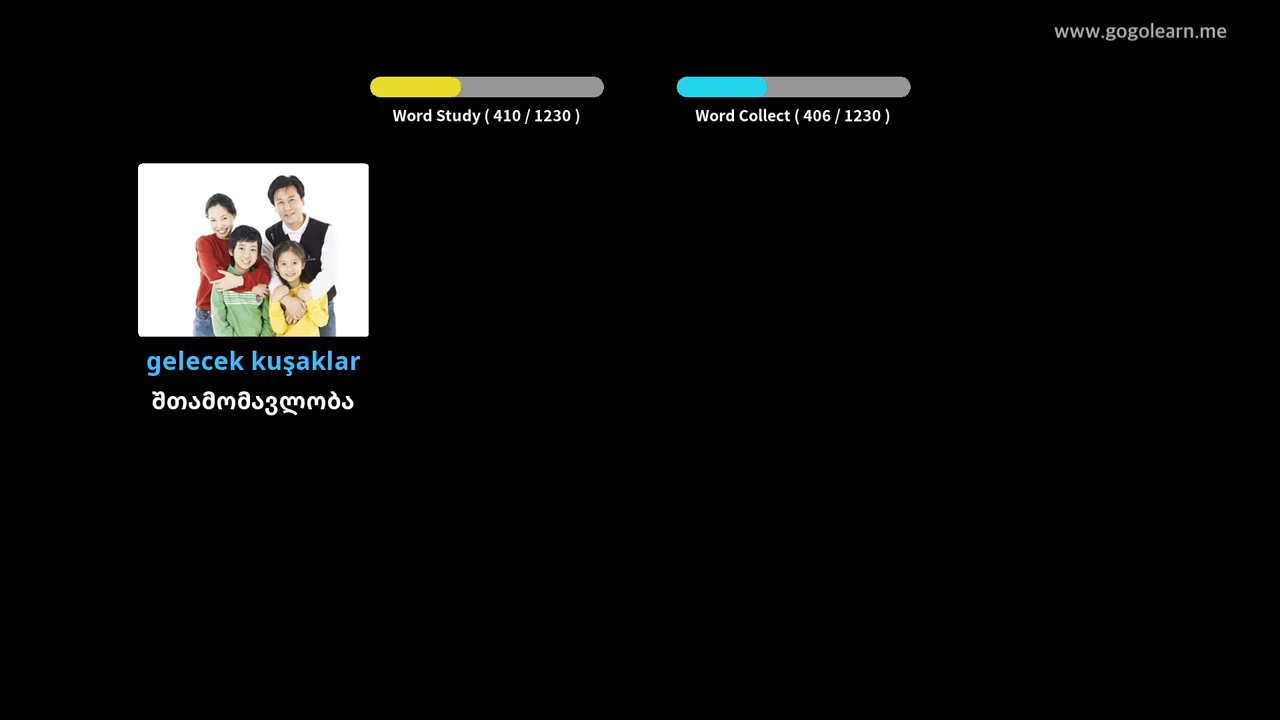 www.gogolearn.me
Word Study ( 410 / 1230 )
Word Collect ( 406 / 1230 )
gelecek kuşaklar
შთამომავლობა